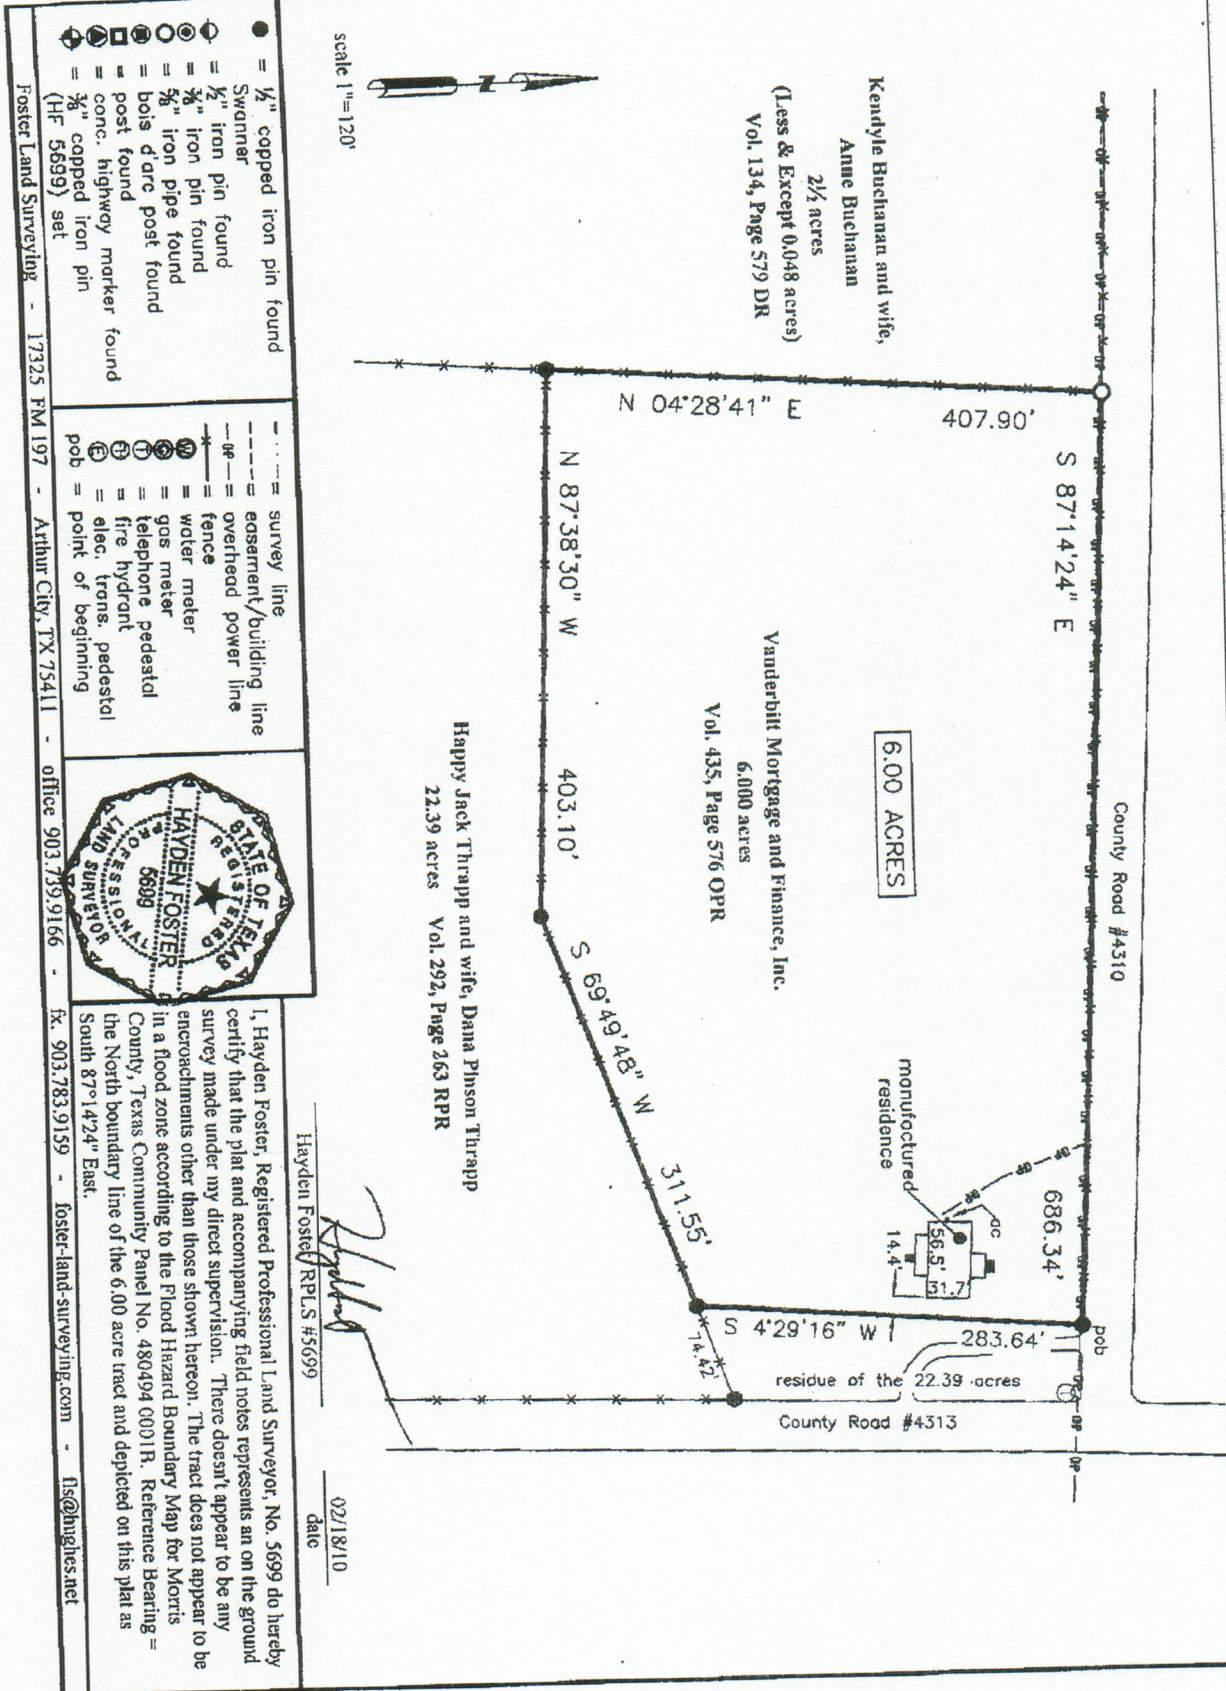 County Road #4310
S 87°14'24" E
686.34'
pob
407.90'
N 04°28'41" E
Kendyle Buchanan and wife,
Anne Buchanan
2½ acres
(Less & Except 0.048 acres)
Vol. 134, Page 579 DR
6.00 ACRES
Vanderbilt Mortgage and Finance, Inc.
6.000 acres
Vol. 435, Page 576 OPR
manufactured
residence
ac
56.5'
31.7'
14.4'
S 4°29'16" W
283.64'
residue of the 22.39 acres
County Road #4313
N 87°38'30" W
403.10'
S 69°49'48" W
311.55'
74.42'
Happy Jack Thrapp and wife, Dana Pinson Thrapp
22.39 acres Vol. 292, Page 263 RPR
N
scale 1"=120'
Hayden Foster, RPLS #5699
02/18/10
date
● = ½" capped iron pin found
Swanner
= ½" iron pin found
= ⅜" iron pin found
= ⅝" iron pipe found
= bois d'arc post found
= post found
= conc. highway marker found
= ⅜" capped iron pin
(HF 5699) set
= survey line
= easement/building line
—OP— = overhead power line
—x— = fence
W = water meter
G = gas meter
T = telephone pedestal
FH = fire hydrant
E = elec. trans. pedestal
pob = point of beginning
STATE OF TEXAS
REGISTERED
HAYDEN FOSTER
5699
PROFESSIONAL
LAND SURVEYOR
I, Hayden Foster, Registered Professional Land Surveyor, No. 5699 do hereby
certify that the plat and accompanying field notes represents an on the ground
survey made under my direct supervision. There doesn't appear to be any
encroachments other than those shown hereon. The tract does not appear to be
in a flood zone according to the Flood Hazard Boundary Map for Morris
County, Texas Community Panel No. 480494 0001B. Reference Bearing =
the North boundary line of the 6.00 acre tract and depicted on this plat as
South 87°14'24" East.
Foster Land Surveying - 17325 FM 197 - Arthur City, TX 75411 - office 903.739.9166 - fx. 903.783.9159 - foster-land-surveying.com - fls@hughes.net